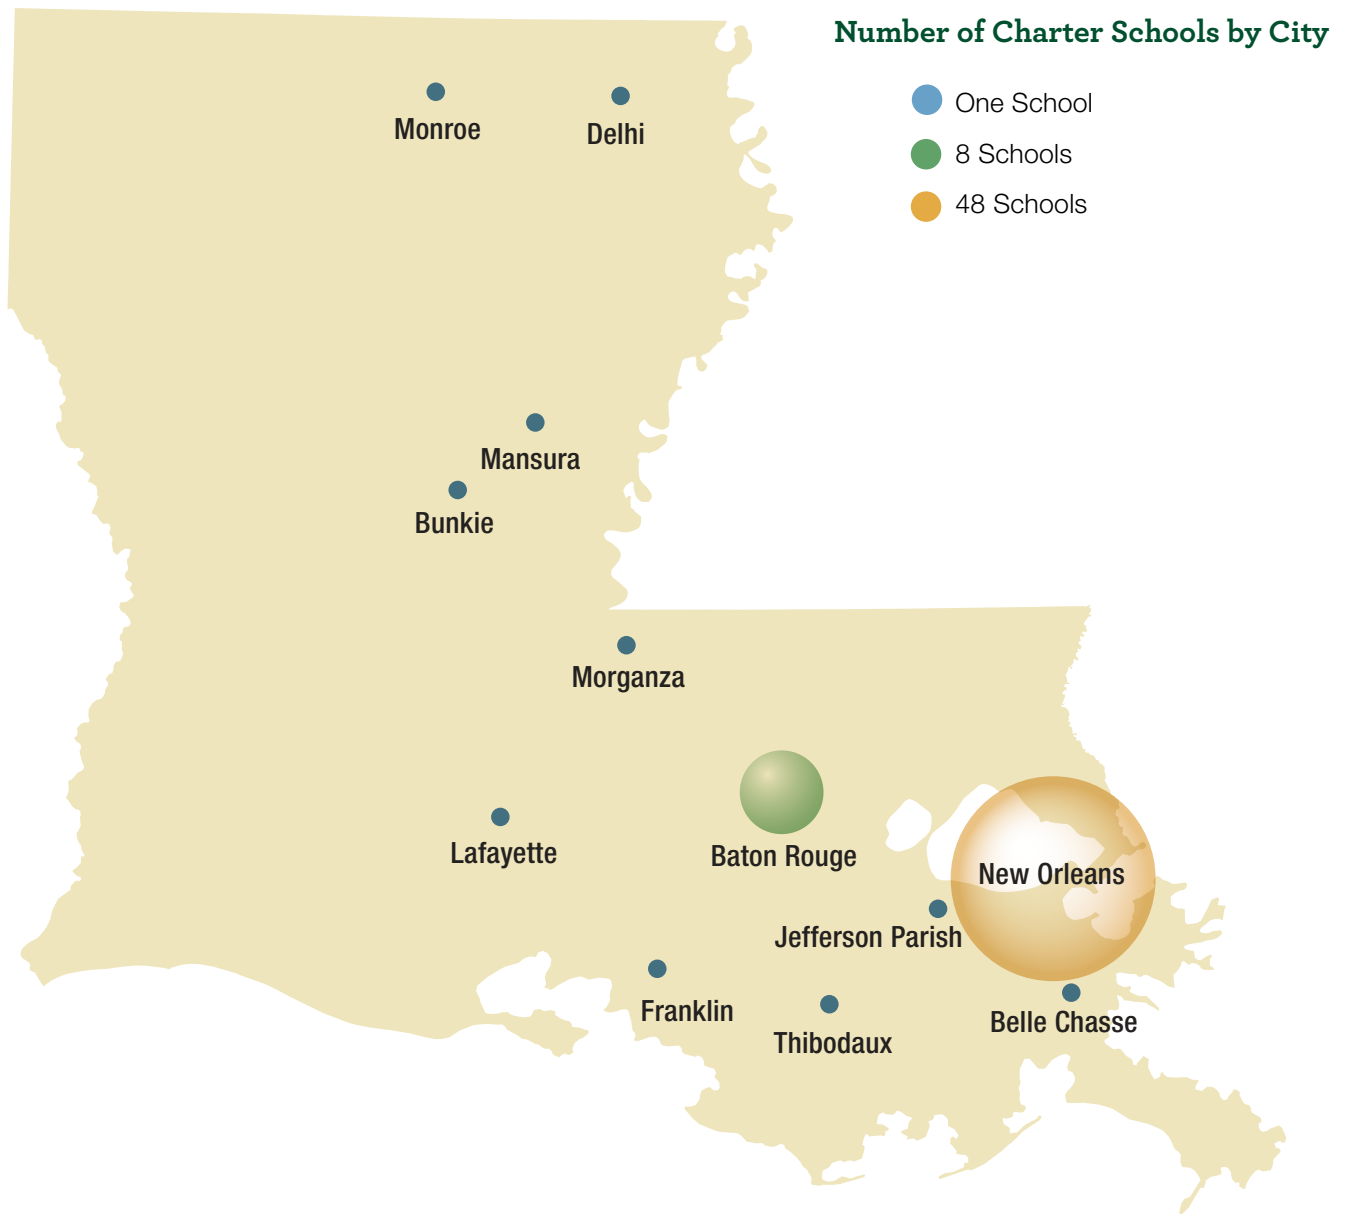 Number of Charter Schools by City
One School
8 Schools
48 Schools
Monroe
Delhi
Mansura
Bunkie
Morganza
Lafayette
Baton Rouge
New Orleans
Jefferson Parish
Franklin
Belle Chasse
Thibodaux